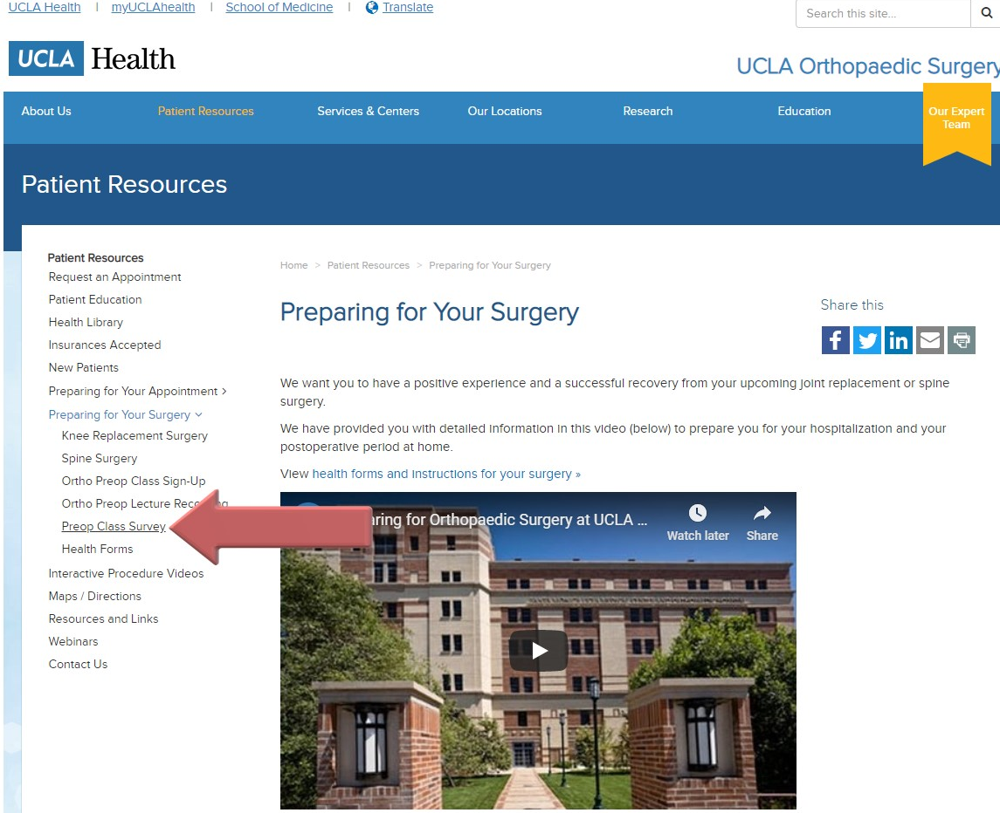 UCLA Health | myUCLAhealth | School of Medicine | Translate
Search this site...
UCLA Health
UCLA Orthopaedic Surgery
About Us Patient Resources Services & Centers Our Locations Research Education
Our Expert
Team
Patient Resources
Patient Resources
Request an Appointment
Patient Education
Health Library
Insurances Accepted
New Patients
Preparing for Your Appointment >
Preparing for Your Surgery
Knee Replacement Surgery
Spine Surgery
Ortho Preop Class Sign-Up
Ortho Preop Lecture
Preop Class Survey
Health Forms
Interactive Procedure Videos
Maps / Directions
Resources and Links
Webinars
Contact Us
Home > Patient Resources > Preparing for Your Surgery
Preparing for Your Surgery
Share this
We want you to have a positive experience and a successful recovery from your upcoming joint replacement or spine
surgery.
We have provided you with detailed information in this video (below) to prepare you for your hospitalization and your
postoperative period at home.
View health forms and instructions for your surgery »
ring for Orthopaedic Surgery at UCLA ...
Watch later
Share